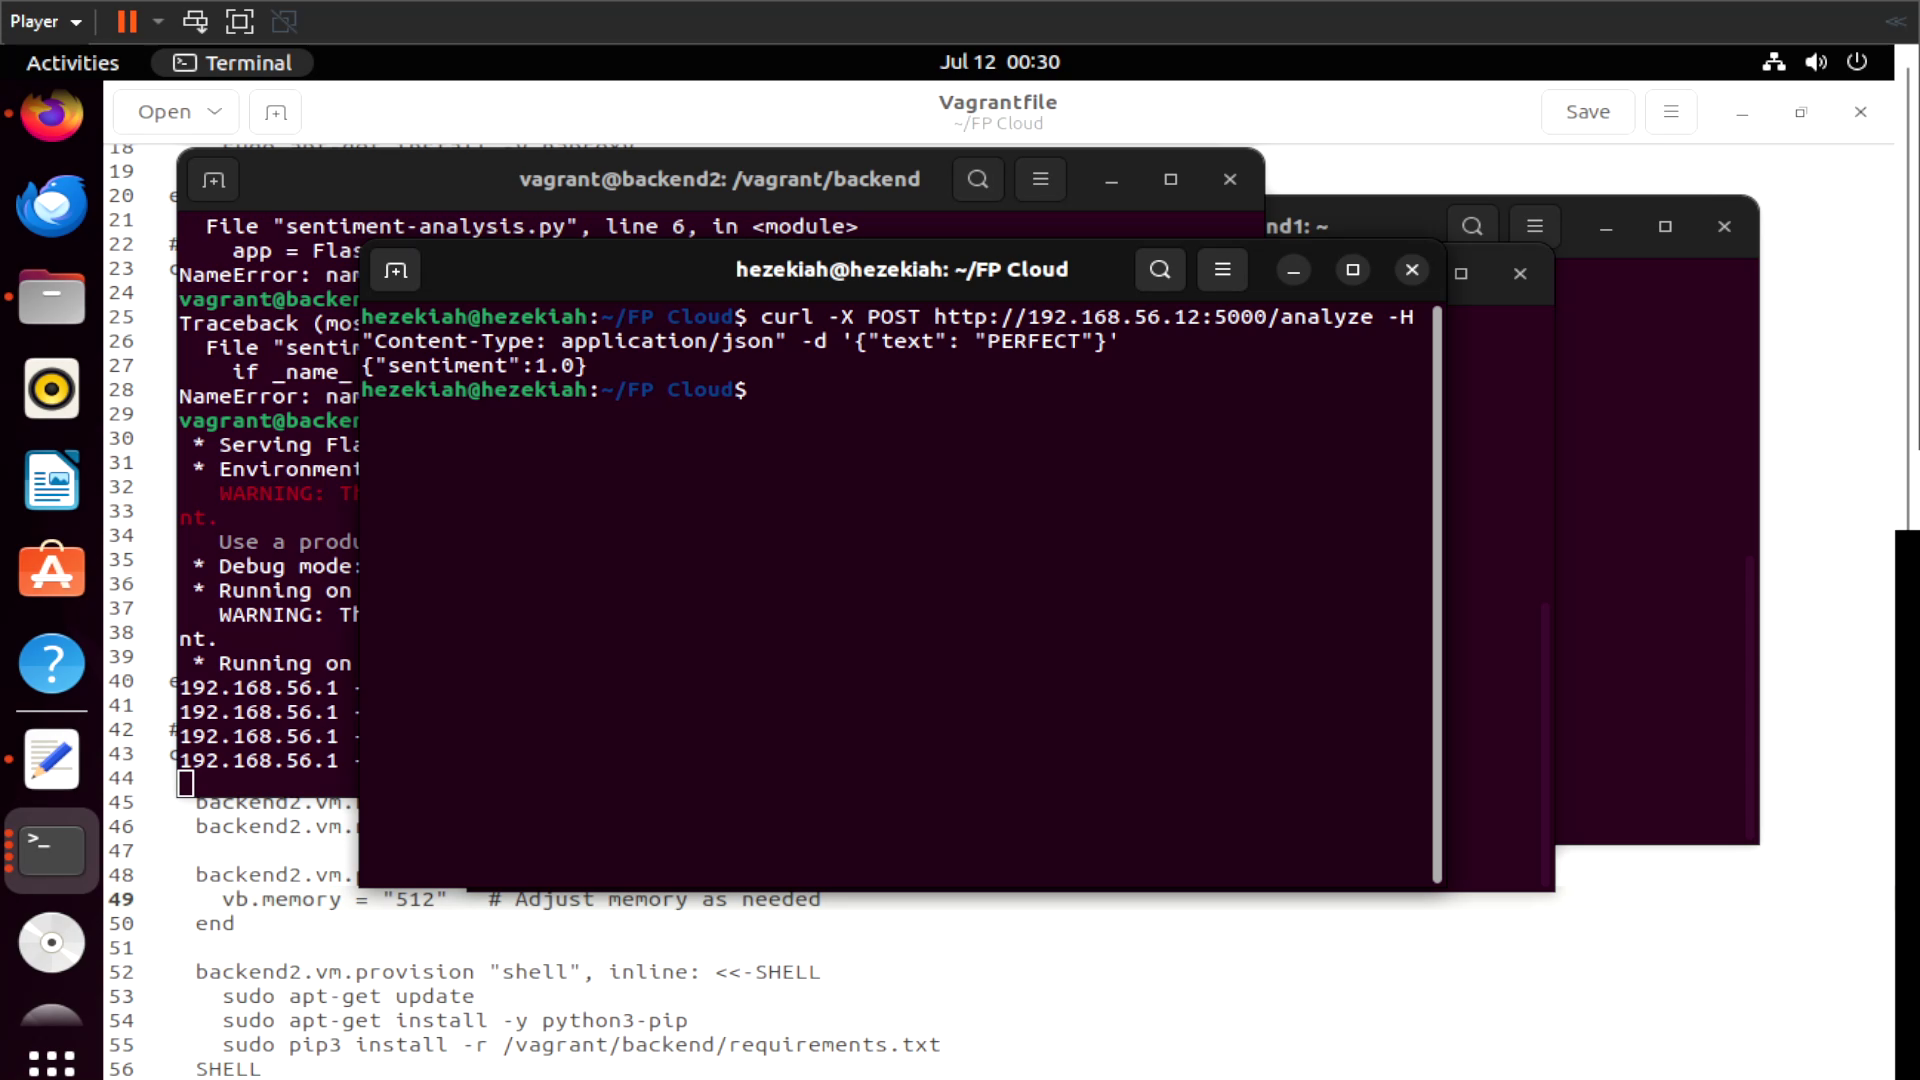 Player
Activities
Terminal
Jul 12 00:30
Open
Vagrantfile
~/FP Cloud
Save
18
19
20 e
21
22 #
23
24
25
26
27
28
29
30
31
32
33
34
35
36
37
38
39
40 e
41
42 #
43
44
45 backend2.vm.
46 backend2.vm.
47
48 backend2.vm.
49 vb.memory = "512" # Adjust memory as needed
50 end
51
52 backend2.vm.provision "shell", inline: <<-SHELL
53 sudo apt-get update
54 sudo apt-get install -y python3-pip
55 sudo pip3 install -r /vagrant/backend/requirements.txt
56 SHELL
vagrant@backend2: /vagrant/backend
File "sentiment-analysis.py", line 6, in <module>
app = Flas
NameError: nam
vagrant@backen
Traceback (mos
File "sentim
if _name_
NameError: nam
vagrant@backen
* Serving Fla
* Environment
WARNING: Th
nt.
Use a produ
* Debug mode:
* Running on
WARNING: Th
nt.
* Running on
192.168.56.1 -
192.168.56.1 -
192.168.56.1 -
192.168.56.1 -
nd1: ~
hezekiah@hezekiah: ~/FP Cloud
hezekiah@hezekiah:~/FP Cloud$ curl -X POST http://192.168.56.12:5000/analyze -H
"Content-Type: application/json" -d '{"text": "PERFECT"}'
{"sentiment":1.0}
hezekiah@hezekiah:~/FP Cloud$